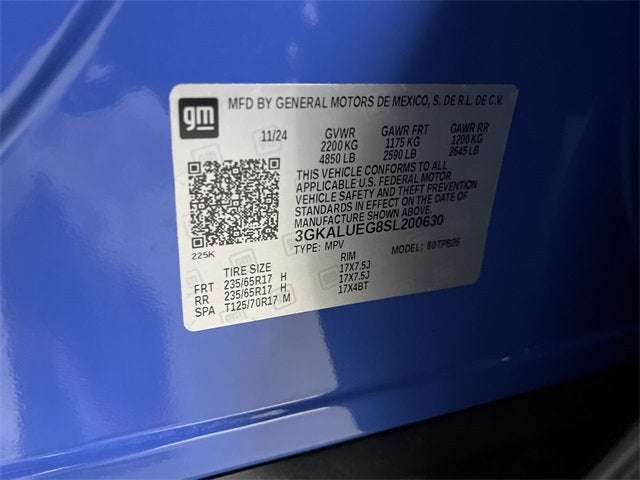 gm MFD BY GENERAL MOTORS DE MEXICO, S. DE R.L. DE C.V.
11/24 GVWR GAWR FRT GAWR RR
2200 KG 1175 KG 1200 KG
4850 LB 2590 LB 2645 LB
THIS VEHICLE CONFORMS TO ALL
APPLICABLE U.S. FEDERAL MOTOR
VEHICLE SAFETY AND THEFT PREVENTION
STANDARDS IN EFFECT ON THE DATE OF
MANUFACTURE SHOWN ABOVE.
3GKALUEG8SL200630
225K TYPE: MPV MODEL: 80TPB26
TIRE SIZE RIM
FRT 235/65R17 H 17X7.5J
RR 235/65R17 H 17X7.5J
SPA T125/70R17 M 17X4BT